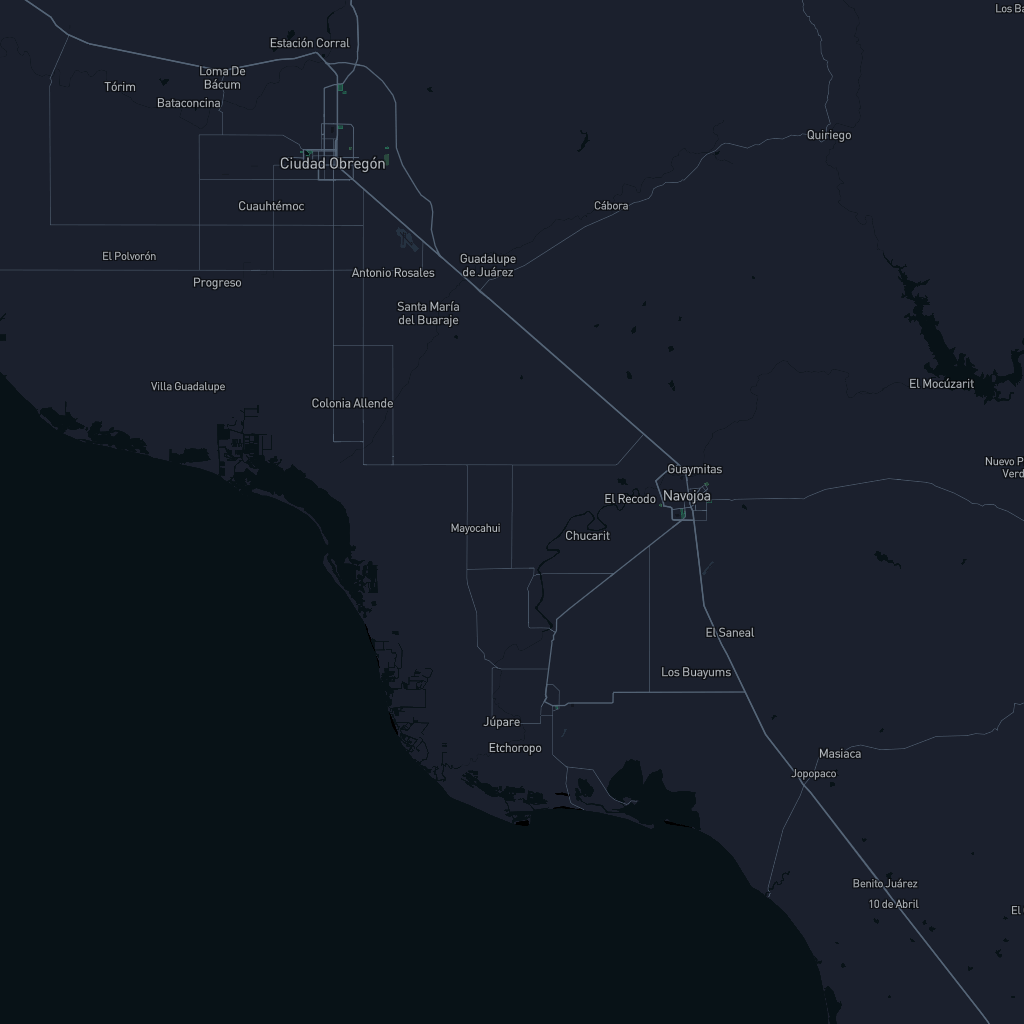 Los Ba
Estación Corral
Loma De
Bácum
Tórim
Bataconcina
Quiriego
Ciudad Obregón
Cuauhtémoc
Cábora
El Polvorón
Guadalupe
de Juárez
Antonio Rosales
Progreso
Santa María
del Buaraje
Villa Guadalupe
El Mocúzarit
Colonia Allende
Guaymitas
Nuevo P
Verd
El Recodo
Navojoa
Mayocahui
Chucarit
El Saneal
Los Buayums
Júpare
Etchoropo
Masiaca
Jopopaco
Benito Juárez
10 de Abril
El